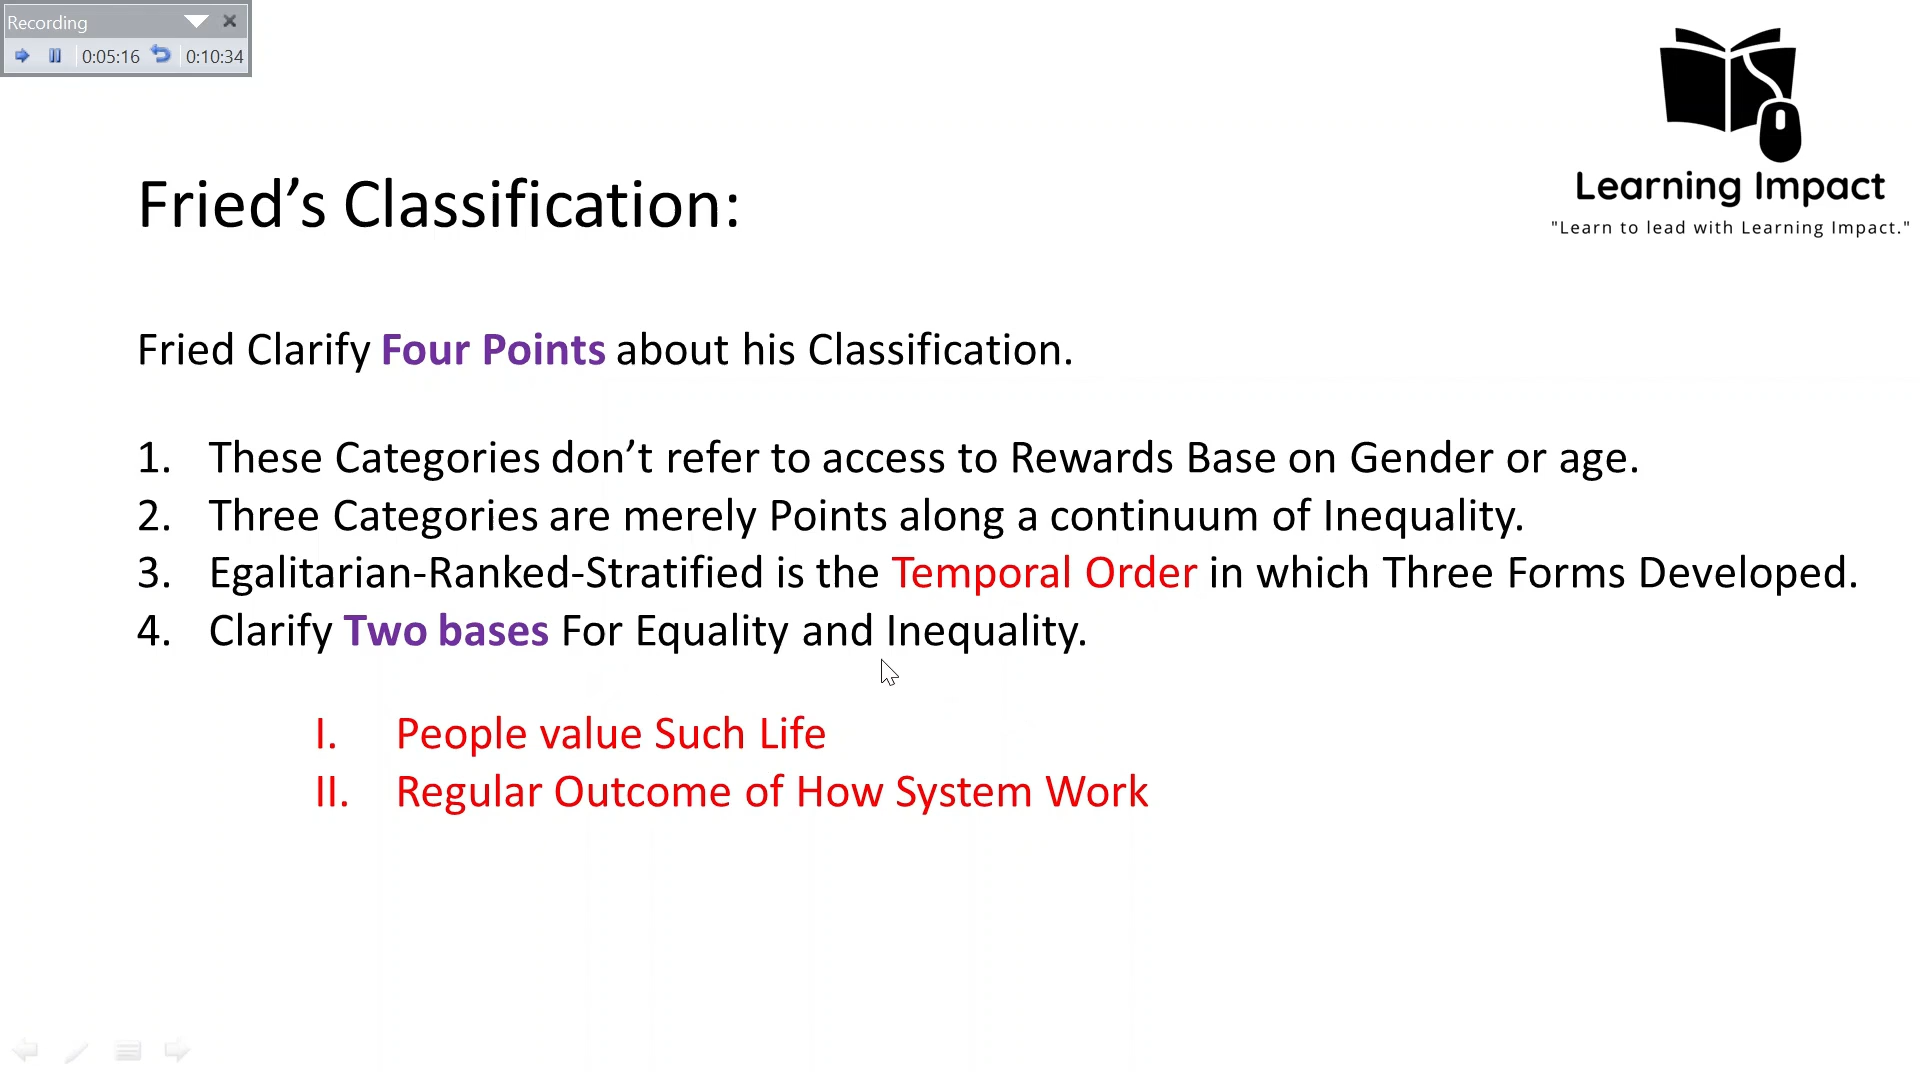 Recording
0:05:16 0:10:34
Learning Impact
"Learn to lead with Learning Impact."
Fried’s Classification:
Fried Clarify Four Points about his Classification.
1. These Categories don’t refer to access to Rewards Base on Gender or age.
2. Three Categories are merely Points along a continuum of Inequality.
3. Egalitarian-Ranked-Stratified is the Temporal Order in which Three Forms Developed.
4. Clarify Two bases For Equality and Inequality.
I. People value Such Life
II. Regular Outcome of How System Work